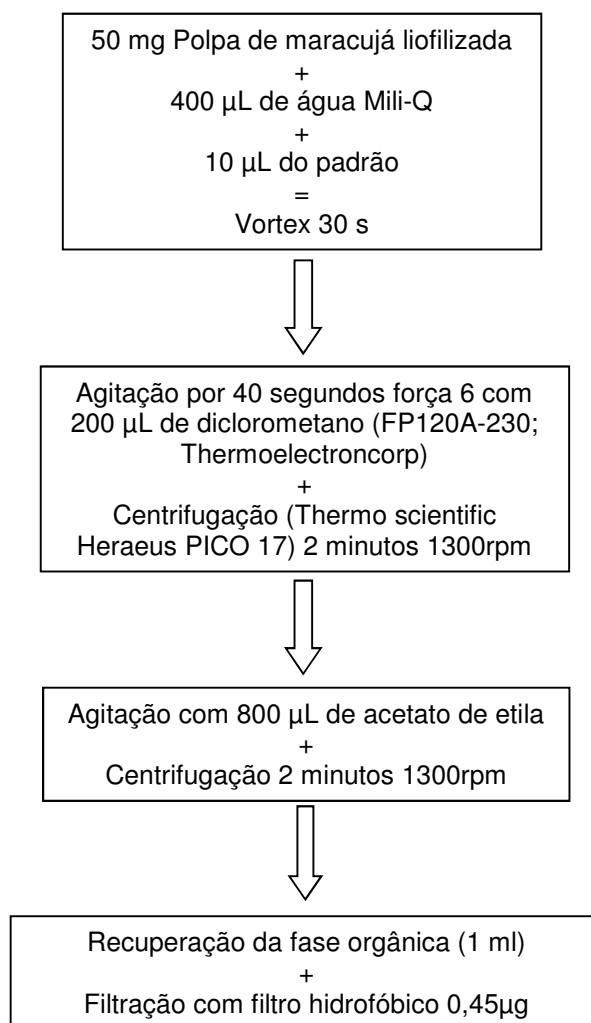 50 mg Polpa de maracujá liofilizada
+
400 µL de água Mili-Q
+
10 µL do padrão
=
Vortex 30 s
Agitação por 40 segundos força 6 com
200 µL de diclorometano (FP120A-230;
Thermoelectroncorp)
+
Centrifugação (Thermo scientific
Heraeus PICO 17) 2 minutos 1300rpm
Agitação com 800 µL de acetato de etila
+
Centrifugação 2 minutos 1300rpm
Recuperação da fase orgânica (1 ml)
+
Filtração com filtro hidrofóbico 0,45µg